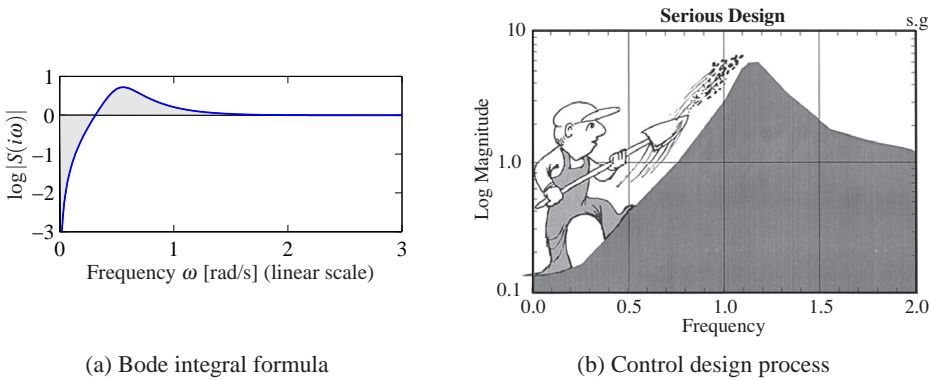 1
0
−1
−2
−3
log |S(iω)|
0 1 2 3
Frequency ω [rad/s] (linear scale)
(a) Bode integral formula
Serious Design
s.g
10
1.0
0.1
Log Magnitude
0.0 0.5 1.0 1.5 2.0
Frequency
(b) Control design process